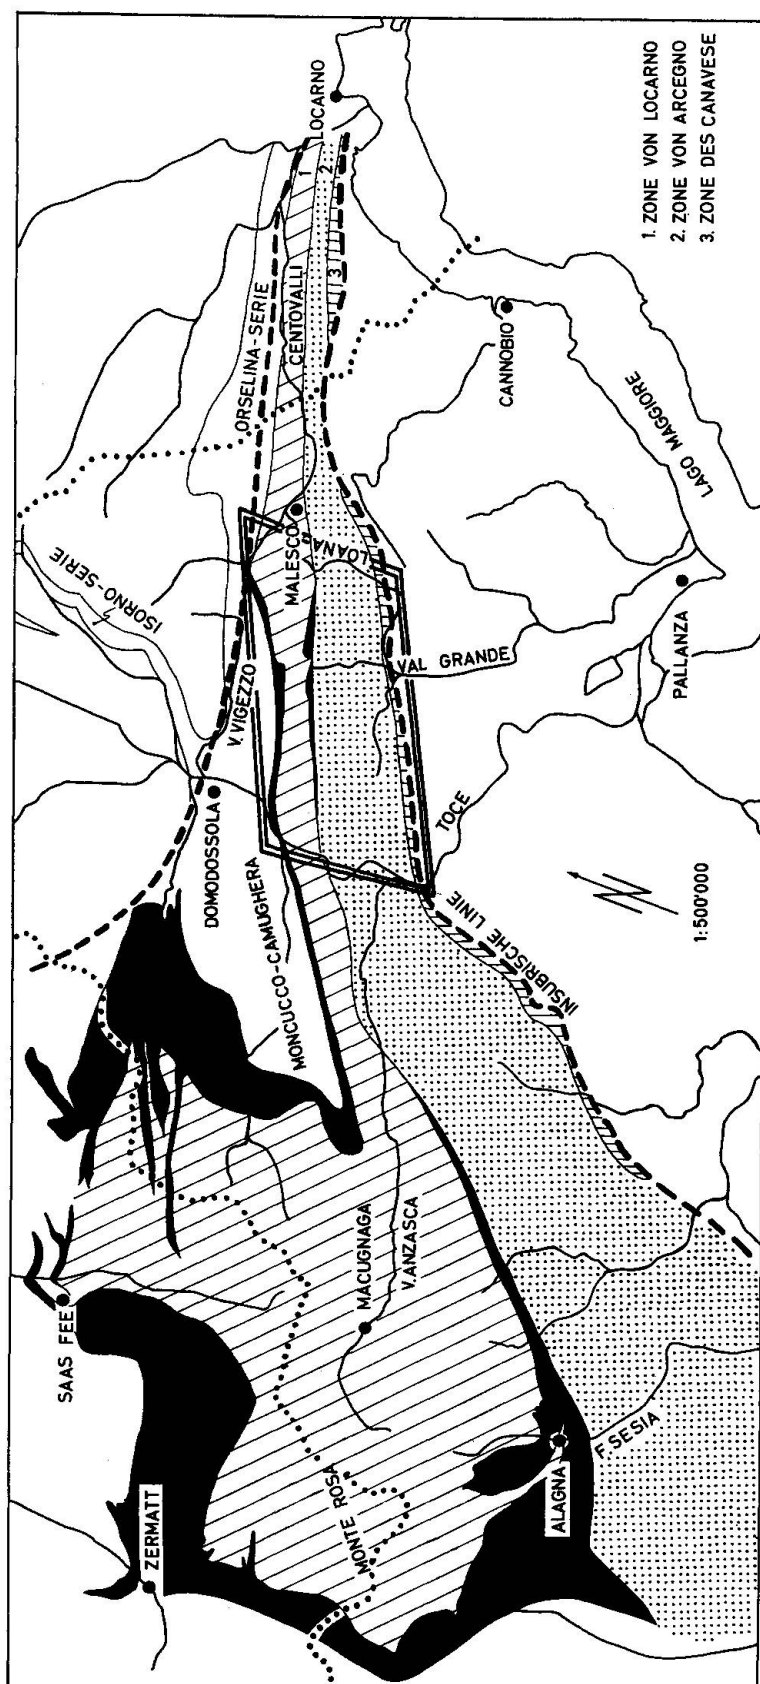 SAAS FEE
ZERMATT
MONTE ROSA
MACUGNAGA
V. ANZASCA
ALAGNA
F SESIA
DOMODOSSOLA
MONCUCCO-CAMUGHERA
V. VIGEZZO
ISORNO-SERIE
ORSELINA-SERIE
CENTOVALLI
LOCARNO
1
2
3
MALESCO
"LOANA"
VAL GRANDE
TOCE
INSUBRISCHE LINIE
CANNOBIO
LAGO MAGGIORE
PALLANZA
N
1:500'000
1. ZONE VON LOCARNO
2. ZONE VON ARCEGNO
3. ZONE DES CANAVESE